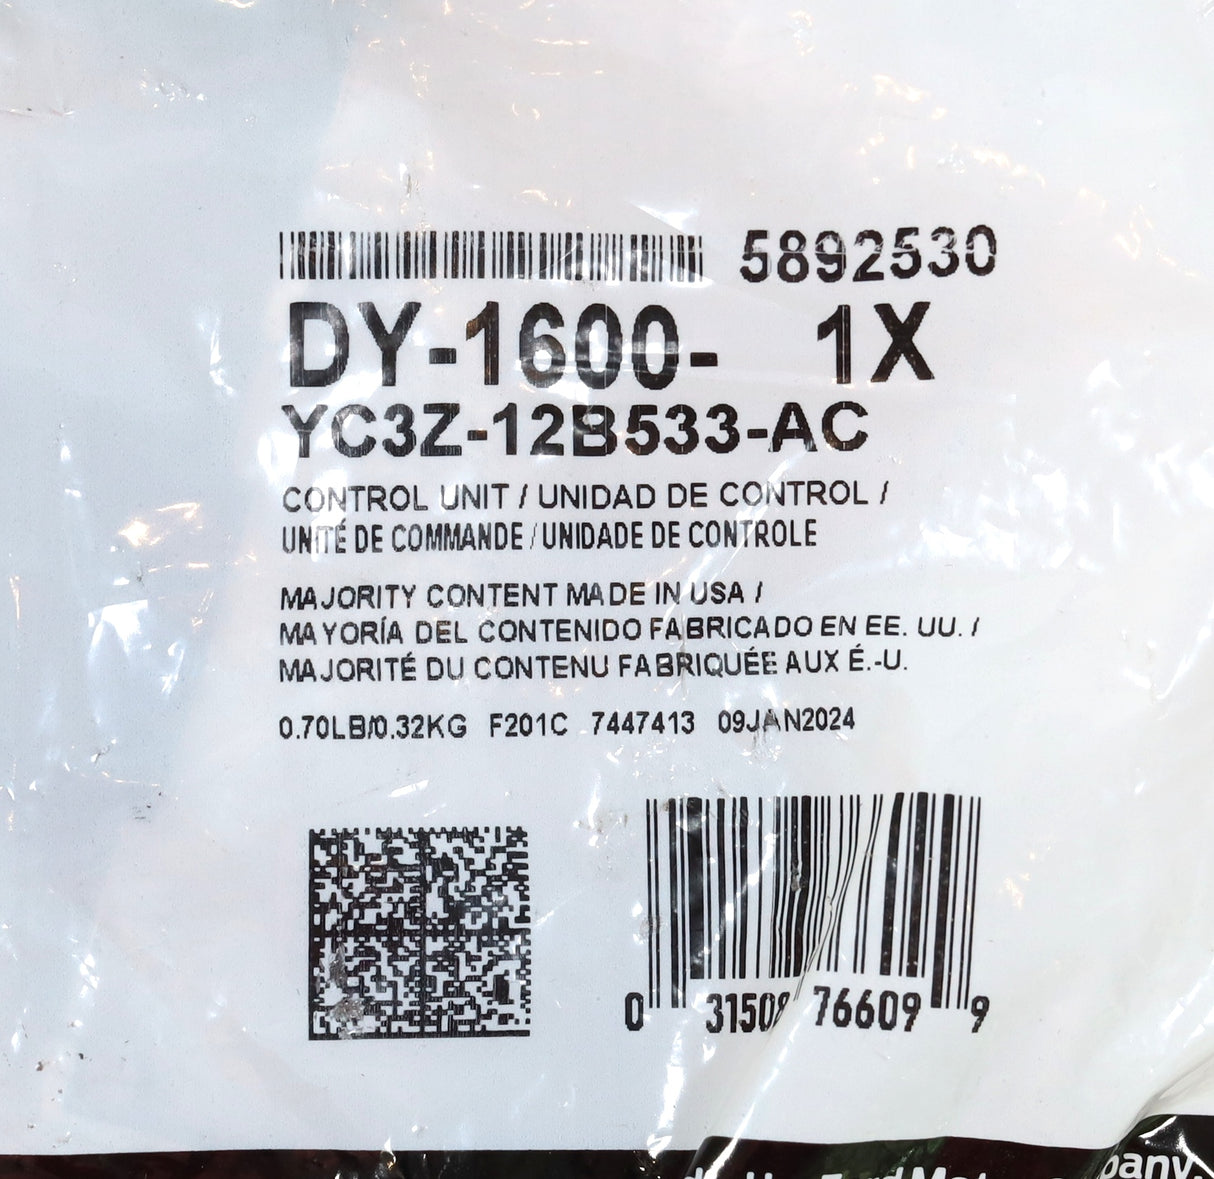 5892530
DY-1600- 1X
YC3Z-12B533-AC
CONTROL UNIT / UNIDAD DE CONTROL /
UNITÉ DE COMMANDE / UNIDADE DE CONTROLE
MAJORITY CONTENT MADE IN USA /
MAYORÍA DEL CONTENIDO FABRICADO EN EE. UU. /
MAJORITÉ DU CONTENU FABRIQUÉE AUX É.-U.
0.70LB/0.32KG F201C 7447413 09JAN2024
0 31508 76609 9